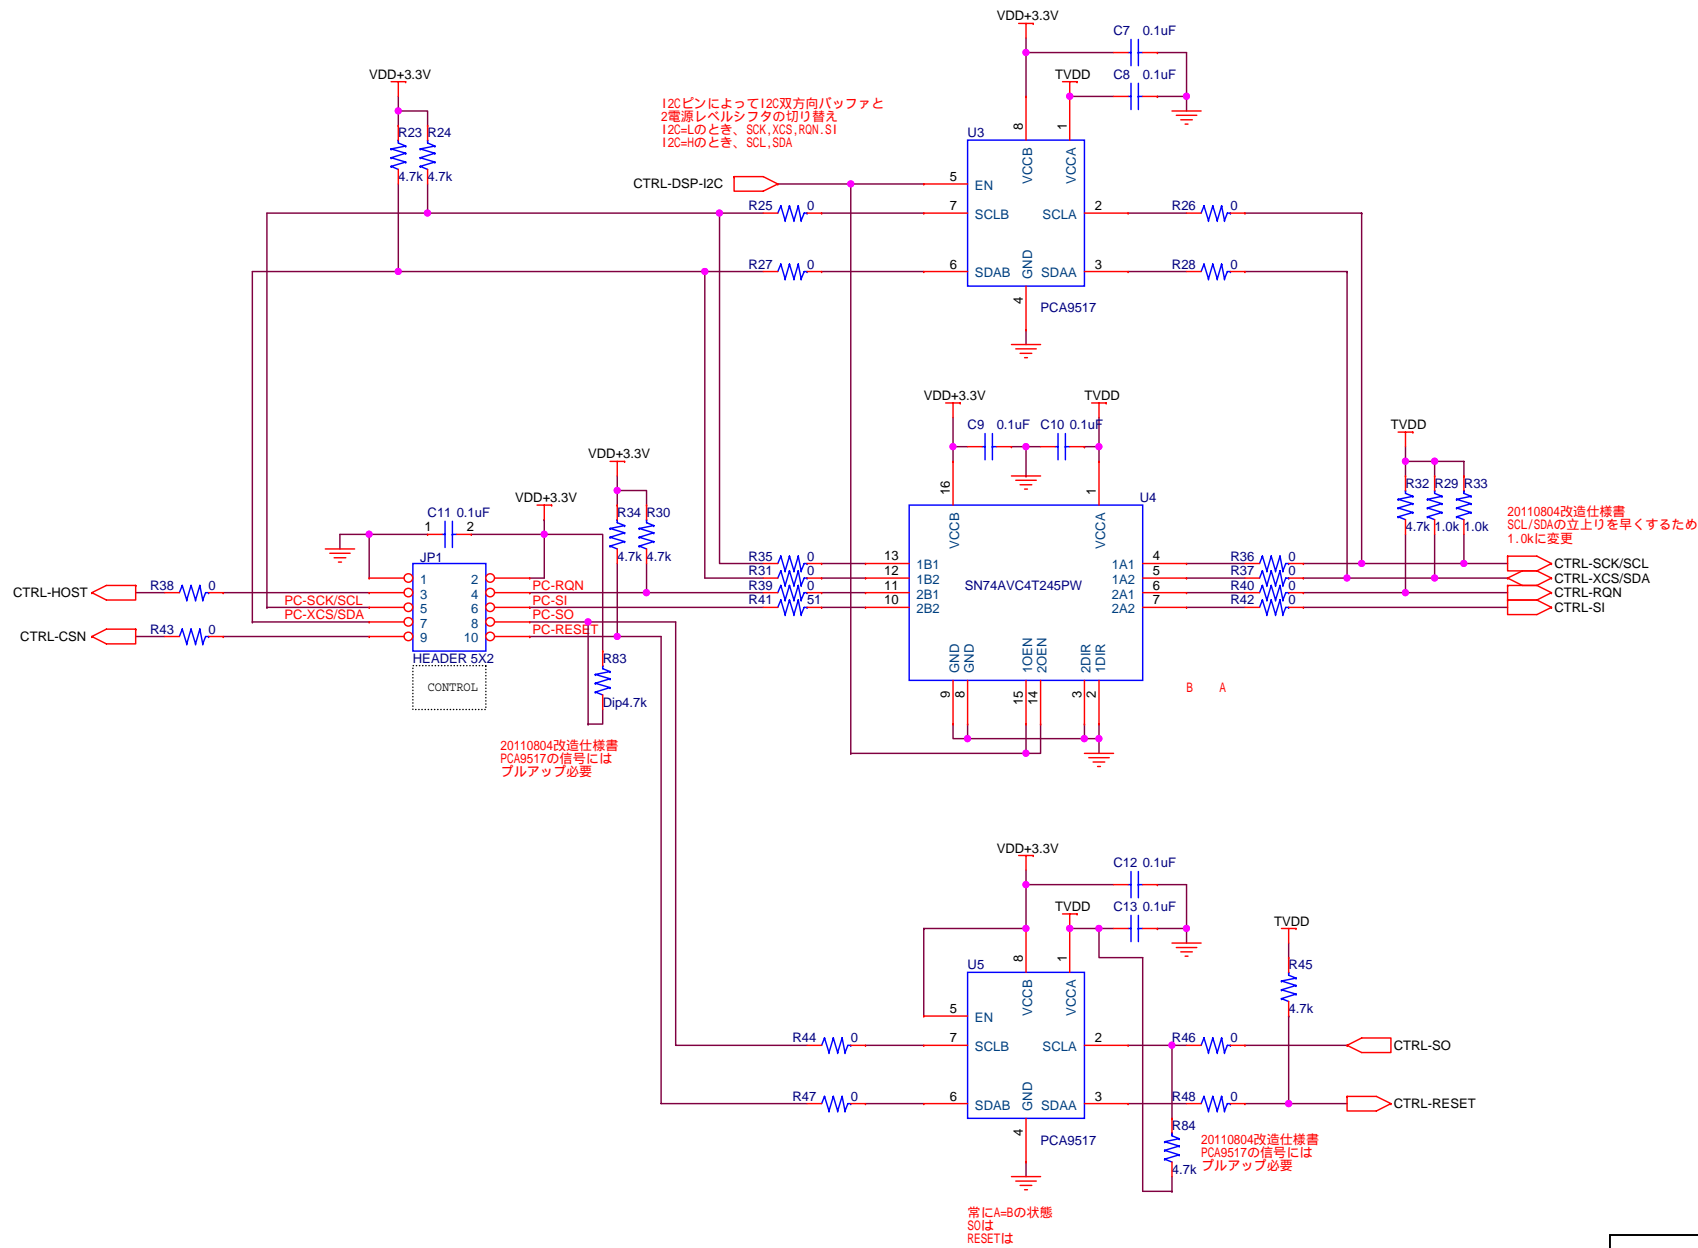 VDD+3.3V
C7 0.1uF
TVDD
C8 0.1uF
VDD+3.3V
I2Cピンによって I2C双方向バッファと
2電源レベルシフタの切り替え
I2C=Lのとき、SCK,XCS,RQN.SI
I2C=Hのとき、SCL,SDA
R23 R24
4.7k 4.7k
U3
8
1
VCCB
VCCA
CTRL-DSP-I2C
5
EN
R25 0
7
SCLB
SCLA
2
R26 0
R27 0
6
SDAB
GND
SDAA
3
R28 0
4
PCA9517
VDD+3.3V
TVDD
C9 0.1uF
C10 0.1uF
TVDD
16
1
U4
VCCB
VCCA
R32 R29 R33
4.7k 1.0k 1.0k
20110804改造仕様書
SCL/SDAの立上りを早くするため
1.0kに変更
VDD+3.3V
R34 R30
4.7k 4.7k
VDD+3.3V
C11 0.1uF
1 2
JP1
R35 0
13
1B1
1A1
4
R36 0
CTRL-SCK/SCL
1
2
R31 0
12
1B2
SN74AVC4T245PW
1A2
5
R37 0
CTRL-XCS/SDA
CTRL-HOST
R38 0
3
4
PC-RQN
R39 0
11
2B1
2A1
6
R40 0
CTRL-RQN
PC-SCK/SCL
5
6
PC-SI
R41 51
10
2B2
2A2
7
R42 0
CTRL-SI
PC-XCS/SDA
7
8
PC-SO
CTRL-CSN
R43 0
9
10
PC-RESET
HEADER 5X2
CONTROL
R83
Dip4.7k
GND
GND
1OEN
2OEN
2DIR
1DIR
9
8
15
14
3
2
B A
20110804改造仕様書
PCA9517の信号には
プルアップ必要
VDD+3.3V
C12 0.1uF
TVDD
C13 0.1uF
TVDD
U5
8
1
VCCB
VCCA
R45
4.7k
5
EN
R44 0
7
SCLB
SCLA
2
R46 0
CTRL-SO
R47 0
6
SDAB
GND
SDAA
3
R48 0
CTRL-RESET
4
PCA9517
R84
4.7k
20110804改造仕様書
PCA9517の信号には
プルアップ必要
常にA=Bの状態
SOは
RESETは